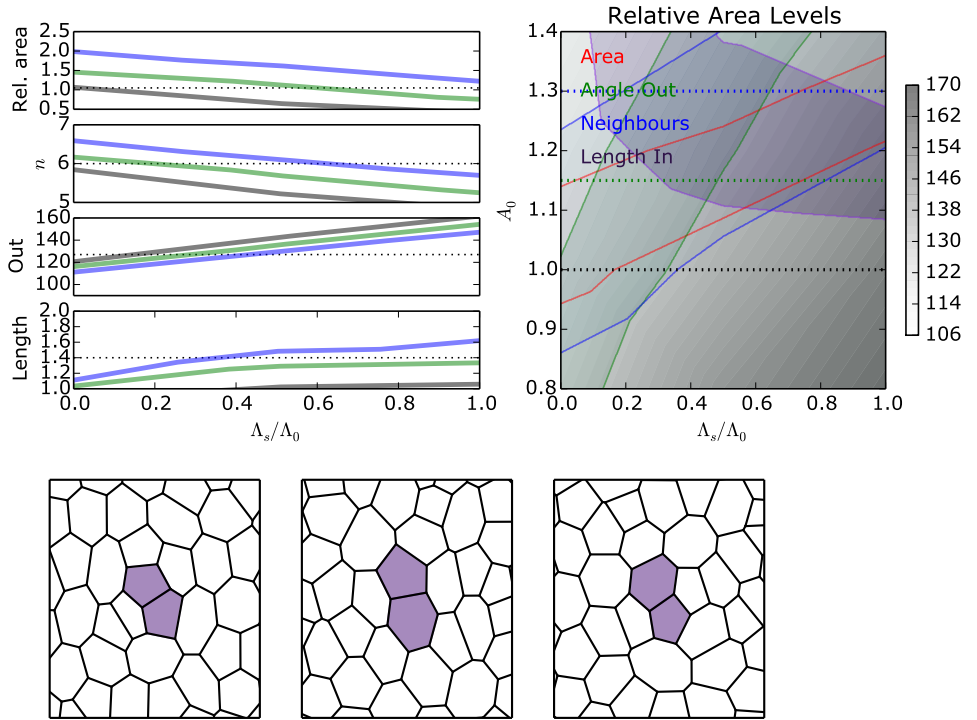 Relative Area Levels
Rel. area
2.5
2.0
1.5
1.0
0.5
n
7
6
5
Out
160
140
120
100
Length
2.0
1.8
1.6
1.4
1.2
1.0
0.0 0.2 0.4 0.6 0.8 1.0
Λs/Λ0
A0
1.4
1.3
1.2
1.1
1.0
0.9
0.8
Area
Angle Out
Neighbours
Length In
0.0 0.2 0.4 0.6 0.8 1.0
Λs/Λ0
170
162
153
146
138
130
122
114
106